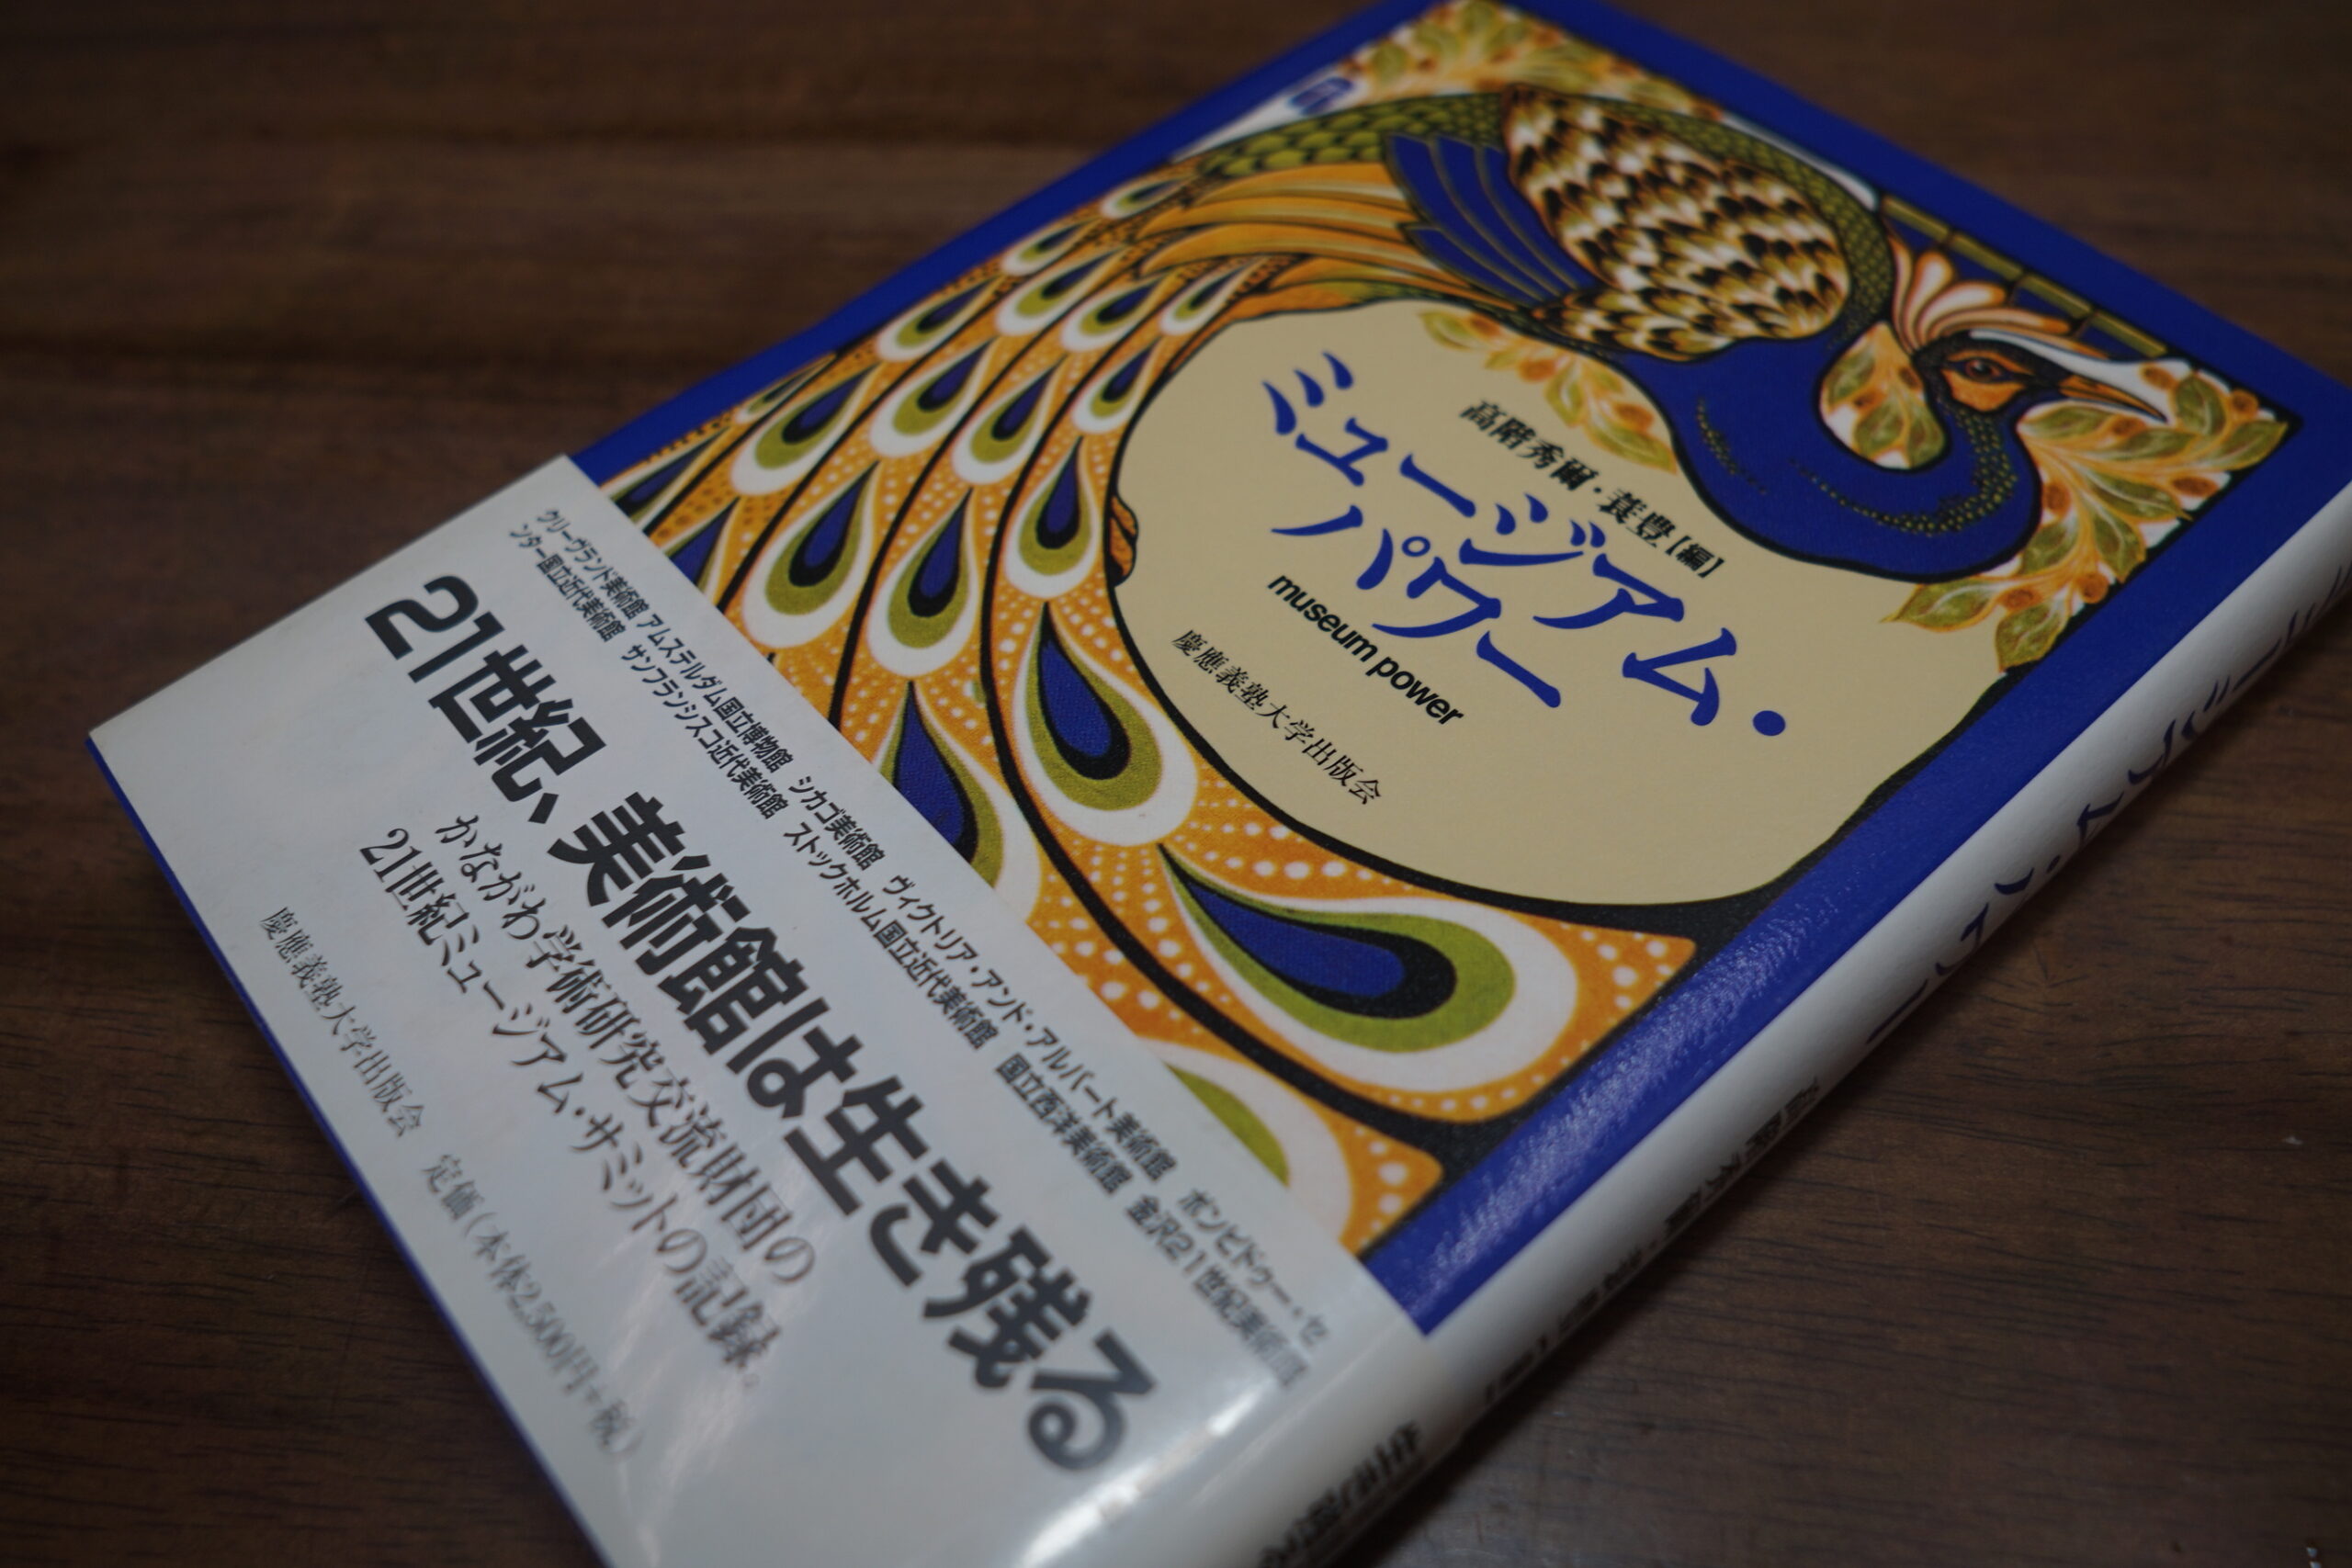 高階秀爾・蓑豊【編】
ミュージアム・
パワー
museum power
慶應義塾大学出版会
クリーヴランド美術館 アムステルダム国立博物館 シカゴ美術館 ヴィクトリア・アンド・アルバート美術館 ポンピドゥー・セ
ンター国立近代美術館 サンフランシスコ近代美術館 ストックホルム国立近代美術館 国立西洋美術館 金沢21世紀美術館
21世紀、美術館は生き残る
かながわ学術研究交流財団の
21世紀ミュージアム・サミットの記録。
慶應義塾大学出版会 定価(本体2,500円+税)
ミュージアム・パワー